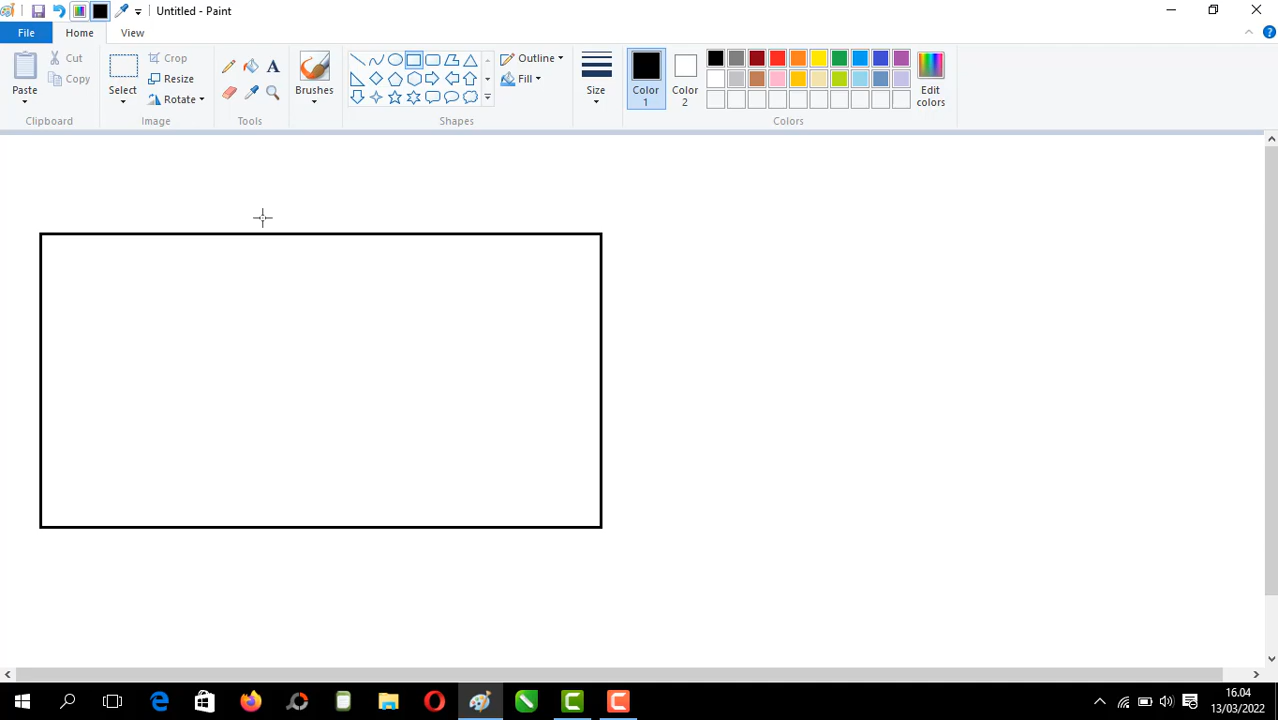 Untitled - Paint
File Home View
Paste
Cut
Copy
Clipboard
Select
Crop
Resize
Rotate
Image
A
Tools
Brushes
Outline
Fill
Shapes
Size
Color 1
Color 2
Edit colors
Colors
16.04
13/03/2022